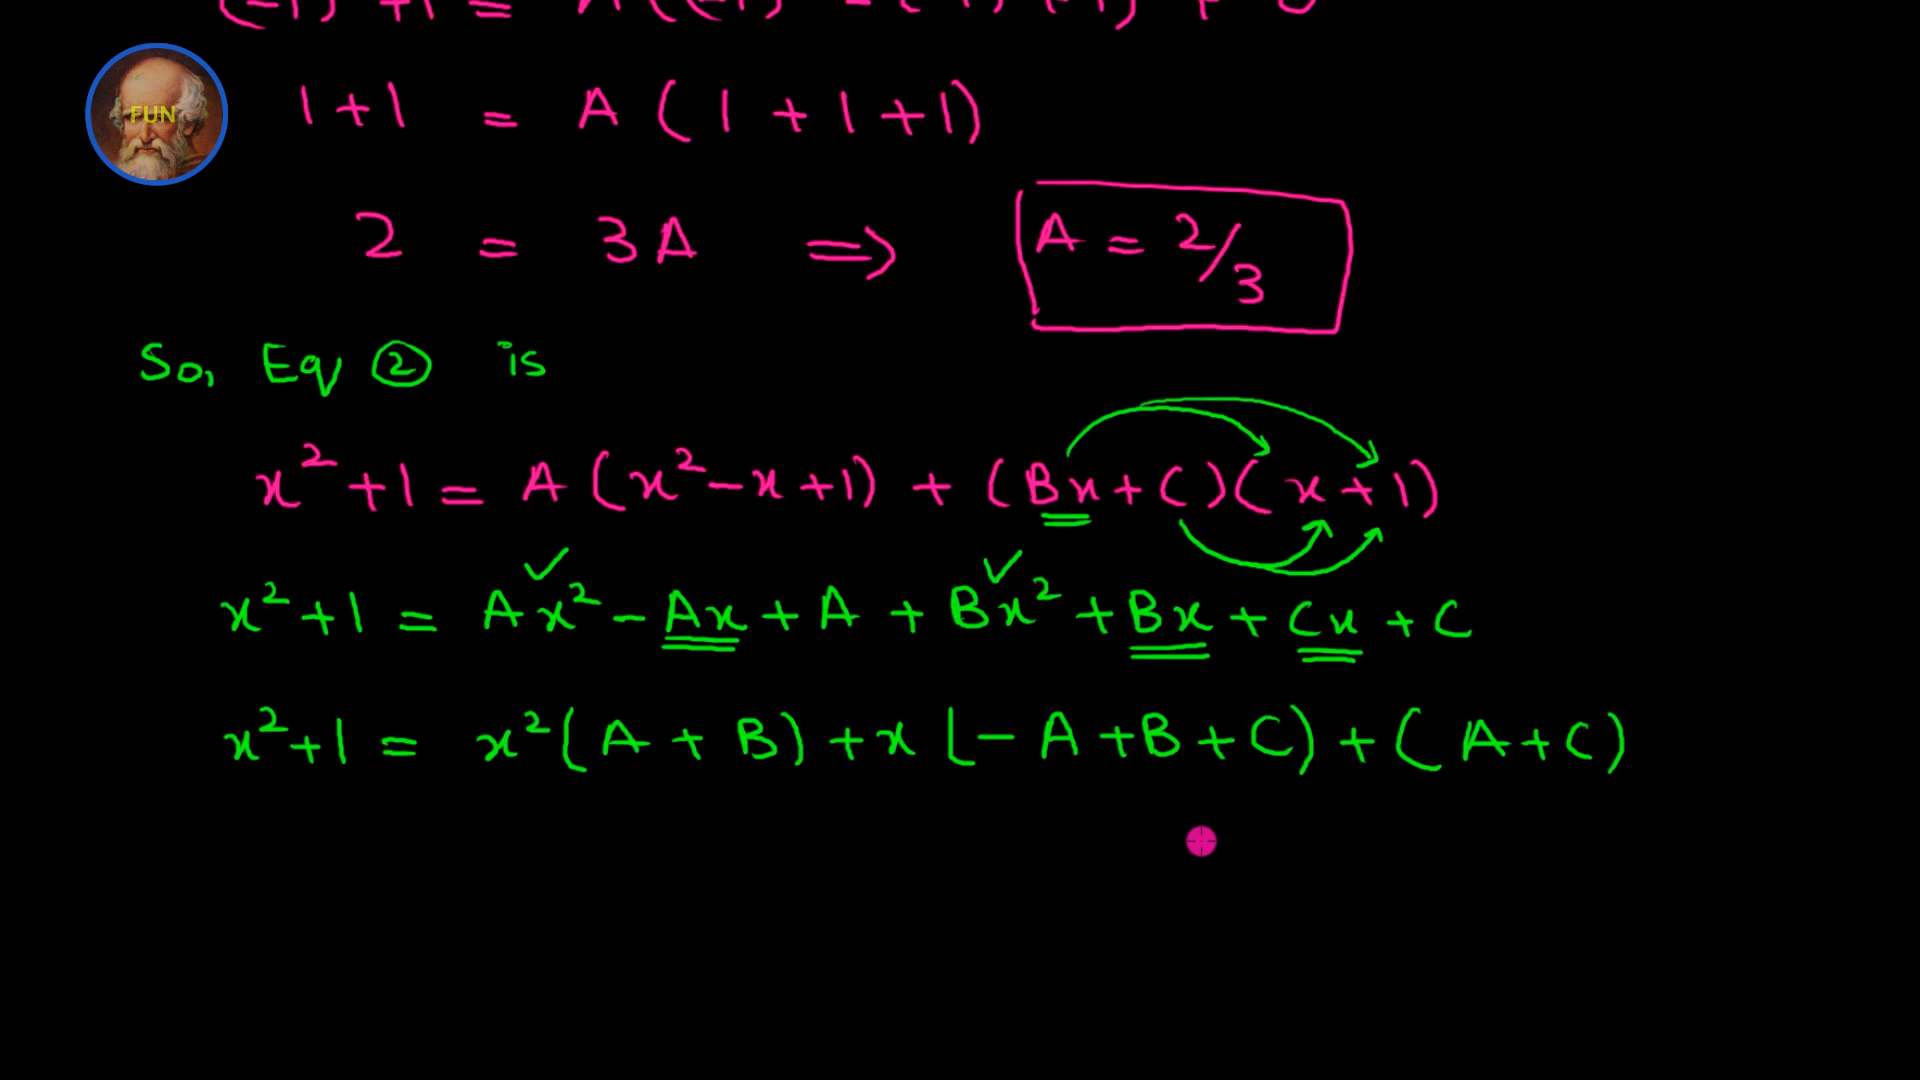 1+1 = A (1+1+1)
FUN
2 = 3A ⇒ A = 2/3
So, Eq ② is
x²+1 = A(x²-x+1) + (Bx+C)(x+1)
x²+1 = Ax² - Ax + A + Bx² + Bx + Cx + C
x²+1 = x²(A+B) + x(-A+B+C) + (A+C)